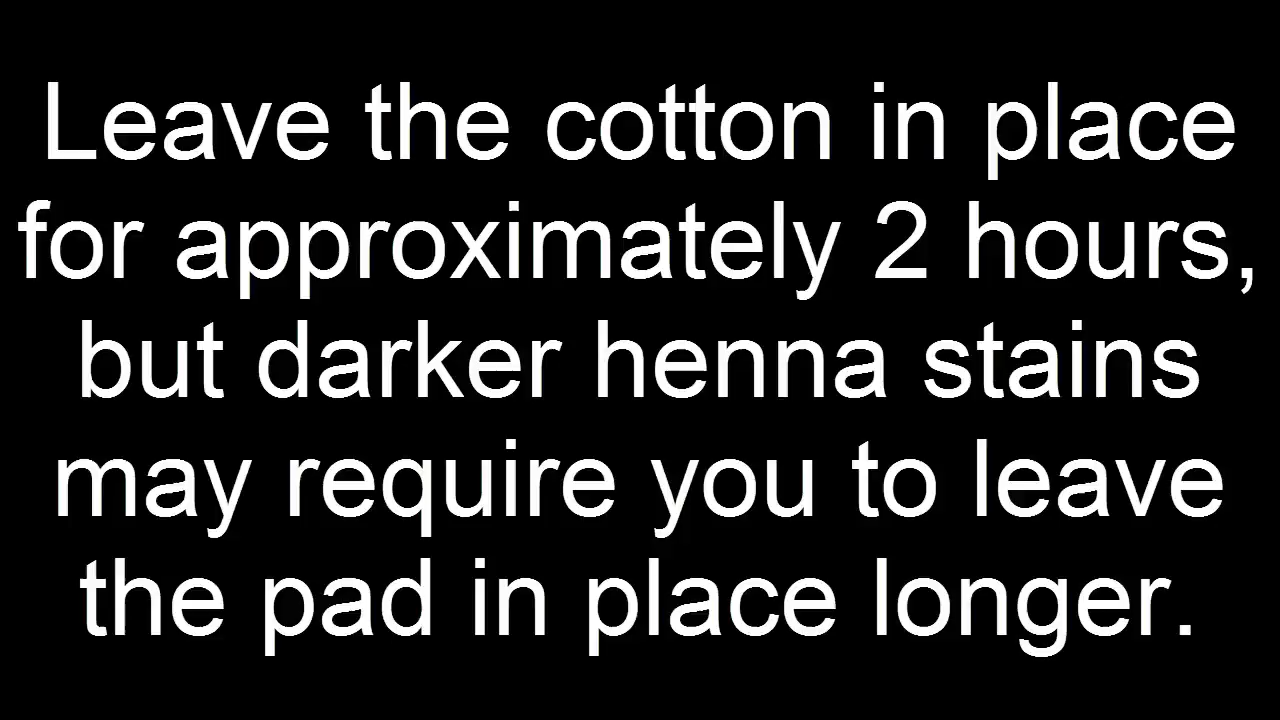 Leave the cotton in place
for approximately 2 hours,
but darker henna stains
may require you to leave
the pad in place longer.